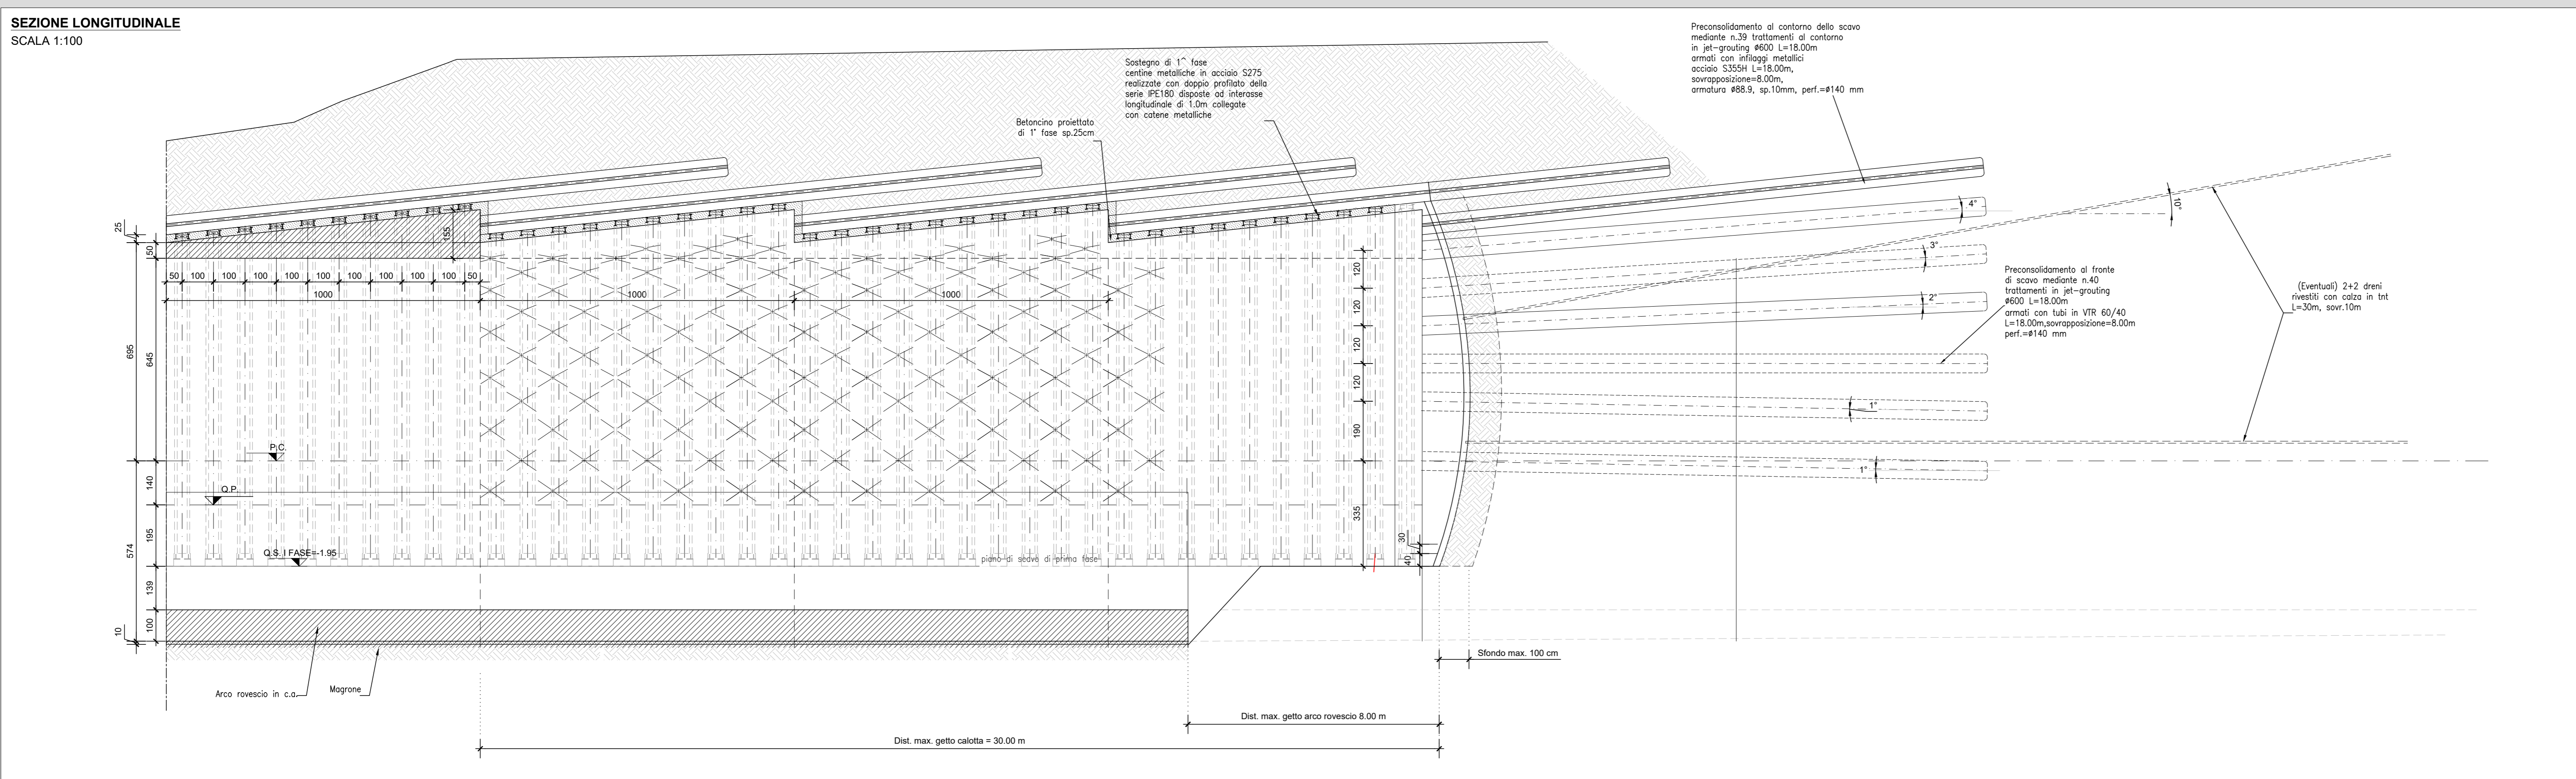 SEZIONE LONGITUDINALE
SCALA 1:100
Preconsolidamento al contorno dello scavo
mediante n.39 trattamenti al contorno
in jet-grouting ø600 L=18.00m
armati con infilaggi metallici
acciaio S355H L=18.00m,
sovrapposizione=8.00m,
armatura ø88.9, sp.10mm, perf.=ø140 mm
Sostegno di 1^ fase
centine metalliche in acciaio S275
realizzate con doppio profilato della
serie IPE180 disposte ad interasse
longitudinale di 1.0m collegate
con catene metalliche
Betoncino proiettato
di 1° fase sp.25cm
4°
10°
3°
2°
1°
1°
Preconsolidamento al fronte
di scavo mediante n.40
trattamenti in jet-grouting
ø600 L=18.00m
armati con tubi in VTR 60/40
L=18.00m,sovrapposizione=8.00m
perf.=ø140 mm
(Eventuali) 2+2 dreni
rivestiti con calza in tnt
L=30m, sovr.10m
25
50
155
50 100 100 100 100 100 100 100 100 100 50
1000
1000
1000
695
645
120
120
120
120
190
335
30
40
P.C.
140
Q.P.
195
574
Q.S. I FASE=-1.95
piano di scavo di prima fase
139
100
10
Sfondo max. 100 cm
Arco rovescio in c.a.
Magrone
Dist. max. getto arco rovescio 8.00 m
Dist. max. getto calotta = 30.00 m